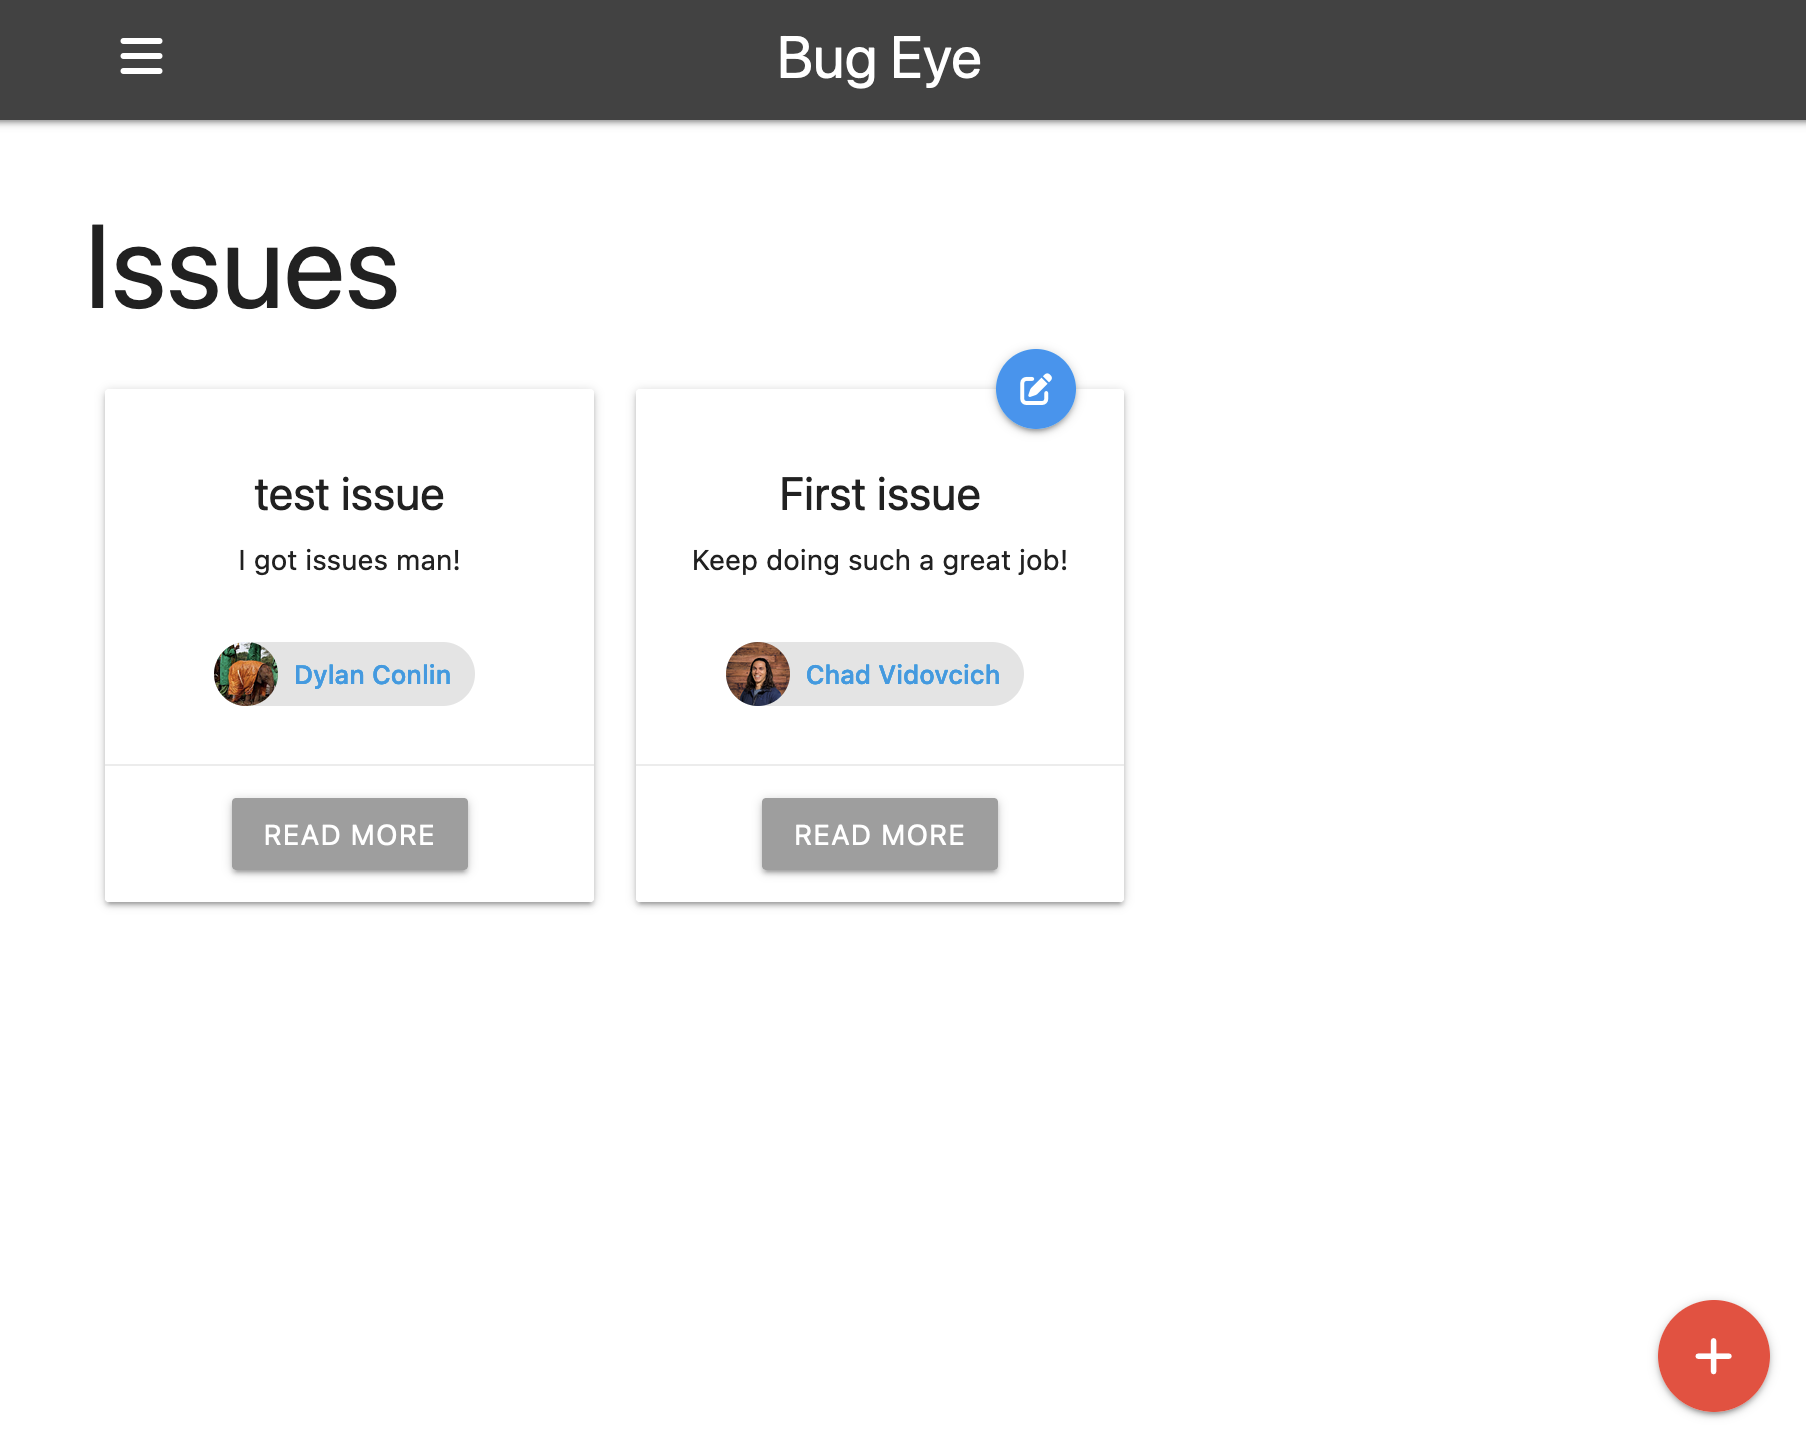 Bug Eye
Issues
test issue
I got issues man!
Dylan Conlin
READ MORE
First issue
Keep doing such a great job!
Chad Vidovcich
READ MORE